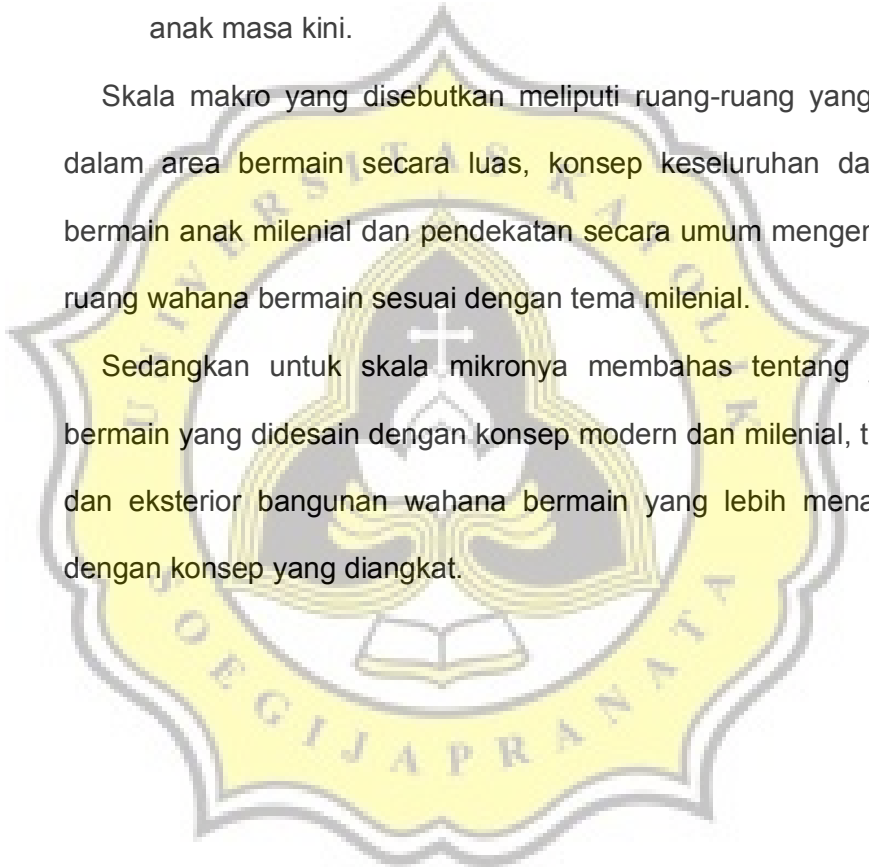 anak masa kini.
Skala makro yang disebutkan meliputi ruang-ruang yang
dalam area bermain secara luas, konsep keseluruhan da
bermain anak milenial dan pendekatan secara umum menger
ruang wahana bermain sesuai dengan tema milenial.
Sedangkan untuk skala mikronya membahas tentang
bermain yang didesain dengan konsep modern dan milenial, t
dan eksterior bangunan wahana bermain yang lebih mena
dengan konsep yang diangkat.
UNIVERSITAS KATOLIK
SOEGIJAPRANATA